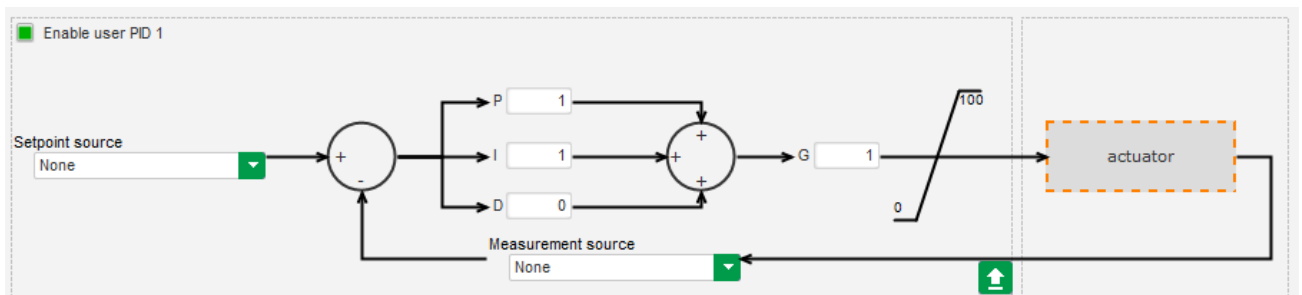 Enable user PID 1
P 1
100
Setpoint source
None
+
-
I 1
+
+
+
G 1
actuator
D 0
0
Measurement source
None